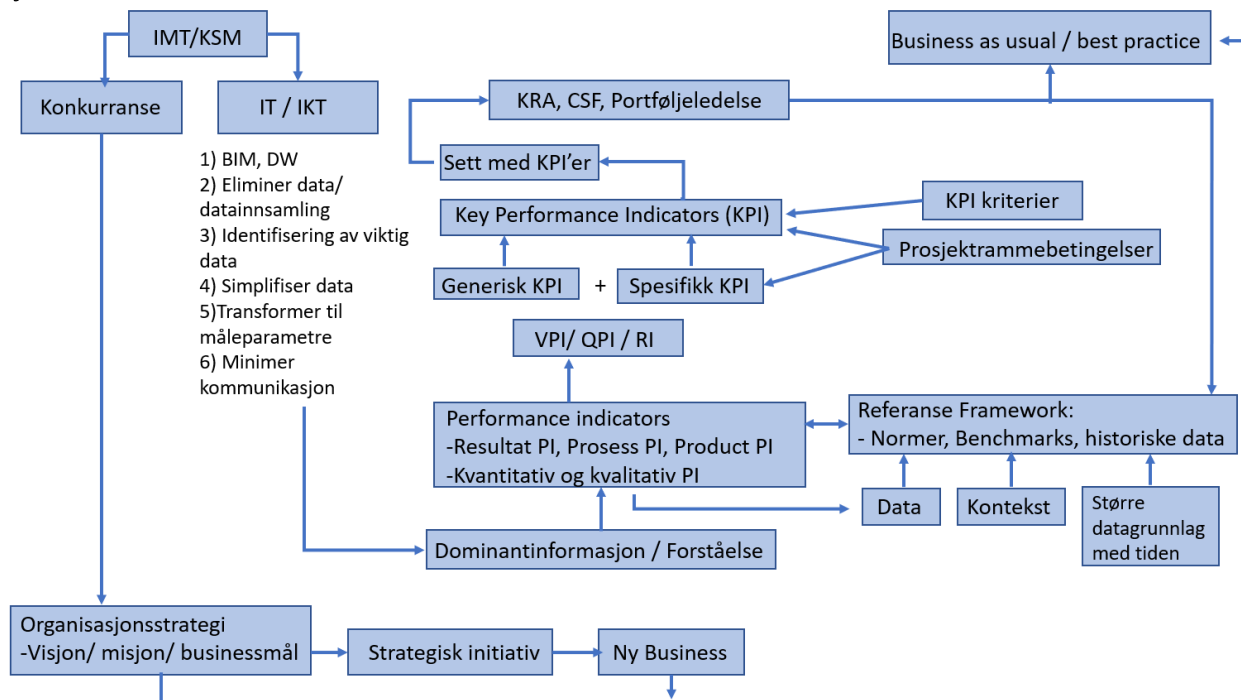 IMT/KSM
Business as usual / best practice
Konkurranse
IT / IKT
KRA, CSF, Portføljeledelse
1) BIM, DW
2) Eliminer data/
datainnsamling
3) Identifisering av viktig
data
4) Simplifiser data
5)Transformer til
måleparametre
6) Minimer
kommunikasjon
Sett med KPI’er
Key Performance Indicators (KPI)
KPI kriterier
Prosjektrammebetingelser
Generisk KPI
+
Spesifikk KPI
VPI/ QPI / RI
Performance indicators
-Resultat PI, Prosess PI, Product PI
-Kvantitativ og kvalitativ PI
Referanse Framework:
- Normer, Benchmarks, historiske data
Data
Kontekst
Større
datagrunnlag
med tiden
Dominantinformasjon / Forståelse
Organisasjonsstrategi
-Visjon/ misjon/ businessmål
Strategisk initiativ
Ny Business